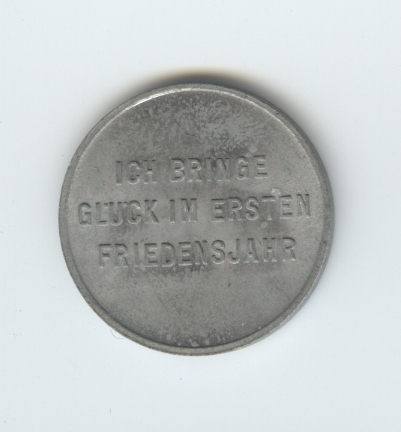 ICH BRINGE
GLÜCK IM ERSTEN
FRIEDENSJAHR